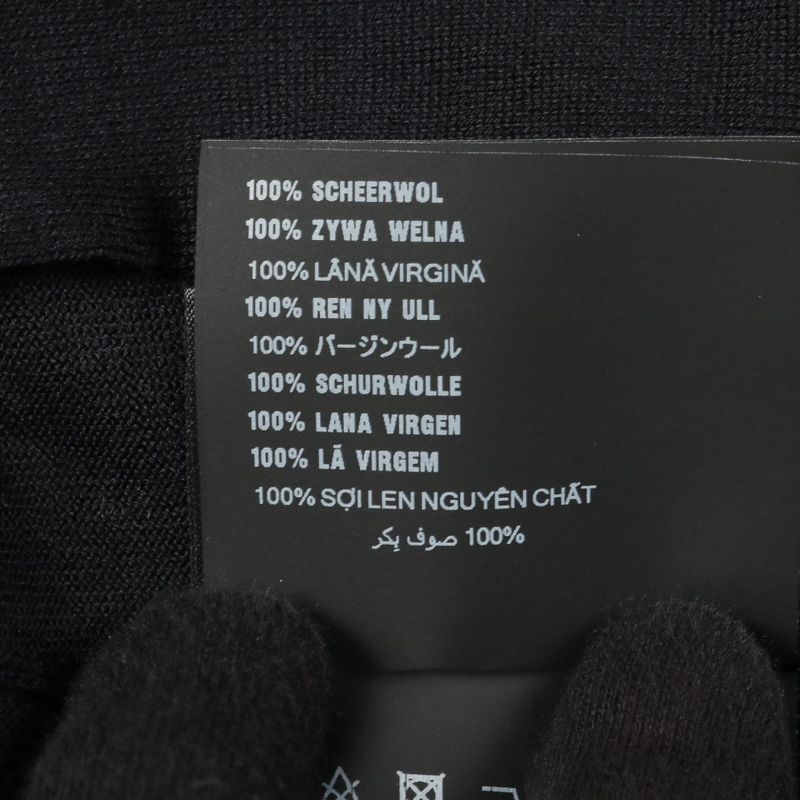 100% SCHEERWOL
100% ZYWA WELNA
100% LÂNĂ VIRGINĂ
100% REN NY ULL
100% バージンウール
100% SCHURWOLLE
100% LANA VIRGEN
100% LÃ VIRGEM
100% SỢI LEN NGUYÊN CHẤT
100% صوف بِكر